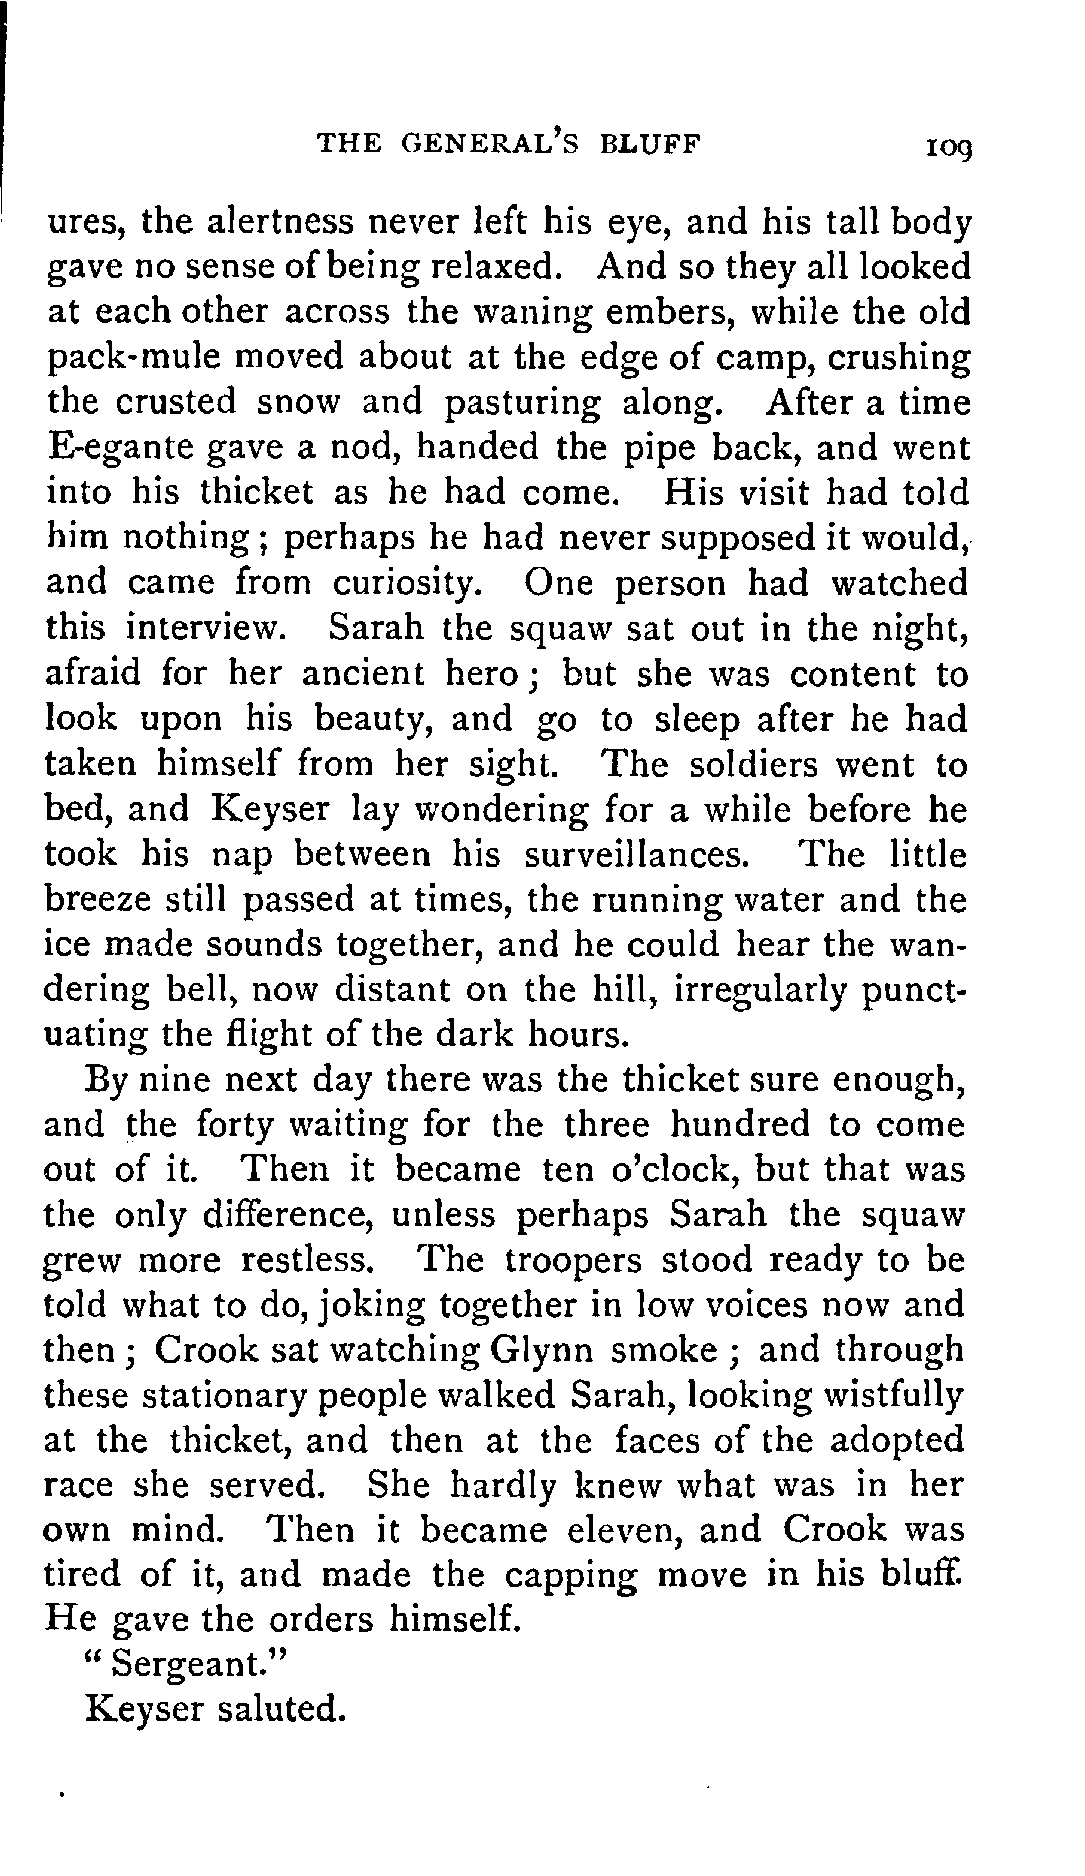 THE GENERAL'S BLUFF 109
ures, the alertness never left his eye, and his tall body
gave no sense of being relaxed. And so they all looked
at each other across the waning embers, while the old
pack-mule moved about at the edge of camp, crushing
the crusted snow and pasturing along. After a time
E-egante gave a nod, handed the pipe back, and went
into his thicket as he had come. His visit had told
him nothing; perhaps he had never supposed it would,
and came from curiosity. One person had watched
this interview. Sarah the squaw sat out in the night,
afraid for her ancient hero; but she was content to
look upon his beauty, and go to sleep after he had
taken himself from her sight. The soldiers went to
bed, and Keyser lay wondering for a while before he
took his nap between his surveillances. The little
breeze still passed at times, the running water and the
ice made sounds together, and he could hear the wan-
dering bell, now distant on the hill, irregularly punct-
uating the flight of the dark hours.
By nine next day there was the thicket sure enough,
and the forty waiting for the three hundred to come
out of it. Then it became ten o'clock, but that was
the only difference, unless perhaps Sarah the squaw
grew more restless. The troopers stood ready to be
told what to do, joking together in low voices now and
then; Crook sat watching Glynn smoke; and through
these stationary people walked Sarah, looking wistfully
at the thicket, and then at the faces of the adopted
race she served. She hardly knew what was in her
own mind. Then it became eleven, and Crook was
tired of it, and made the capping move in his bluff.
He gave the orders himself.
"Sergeant."
Keyser saluted.